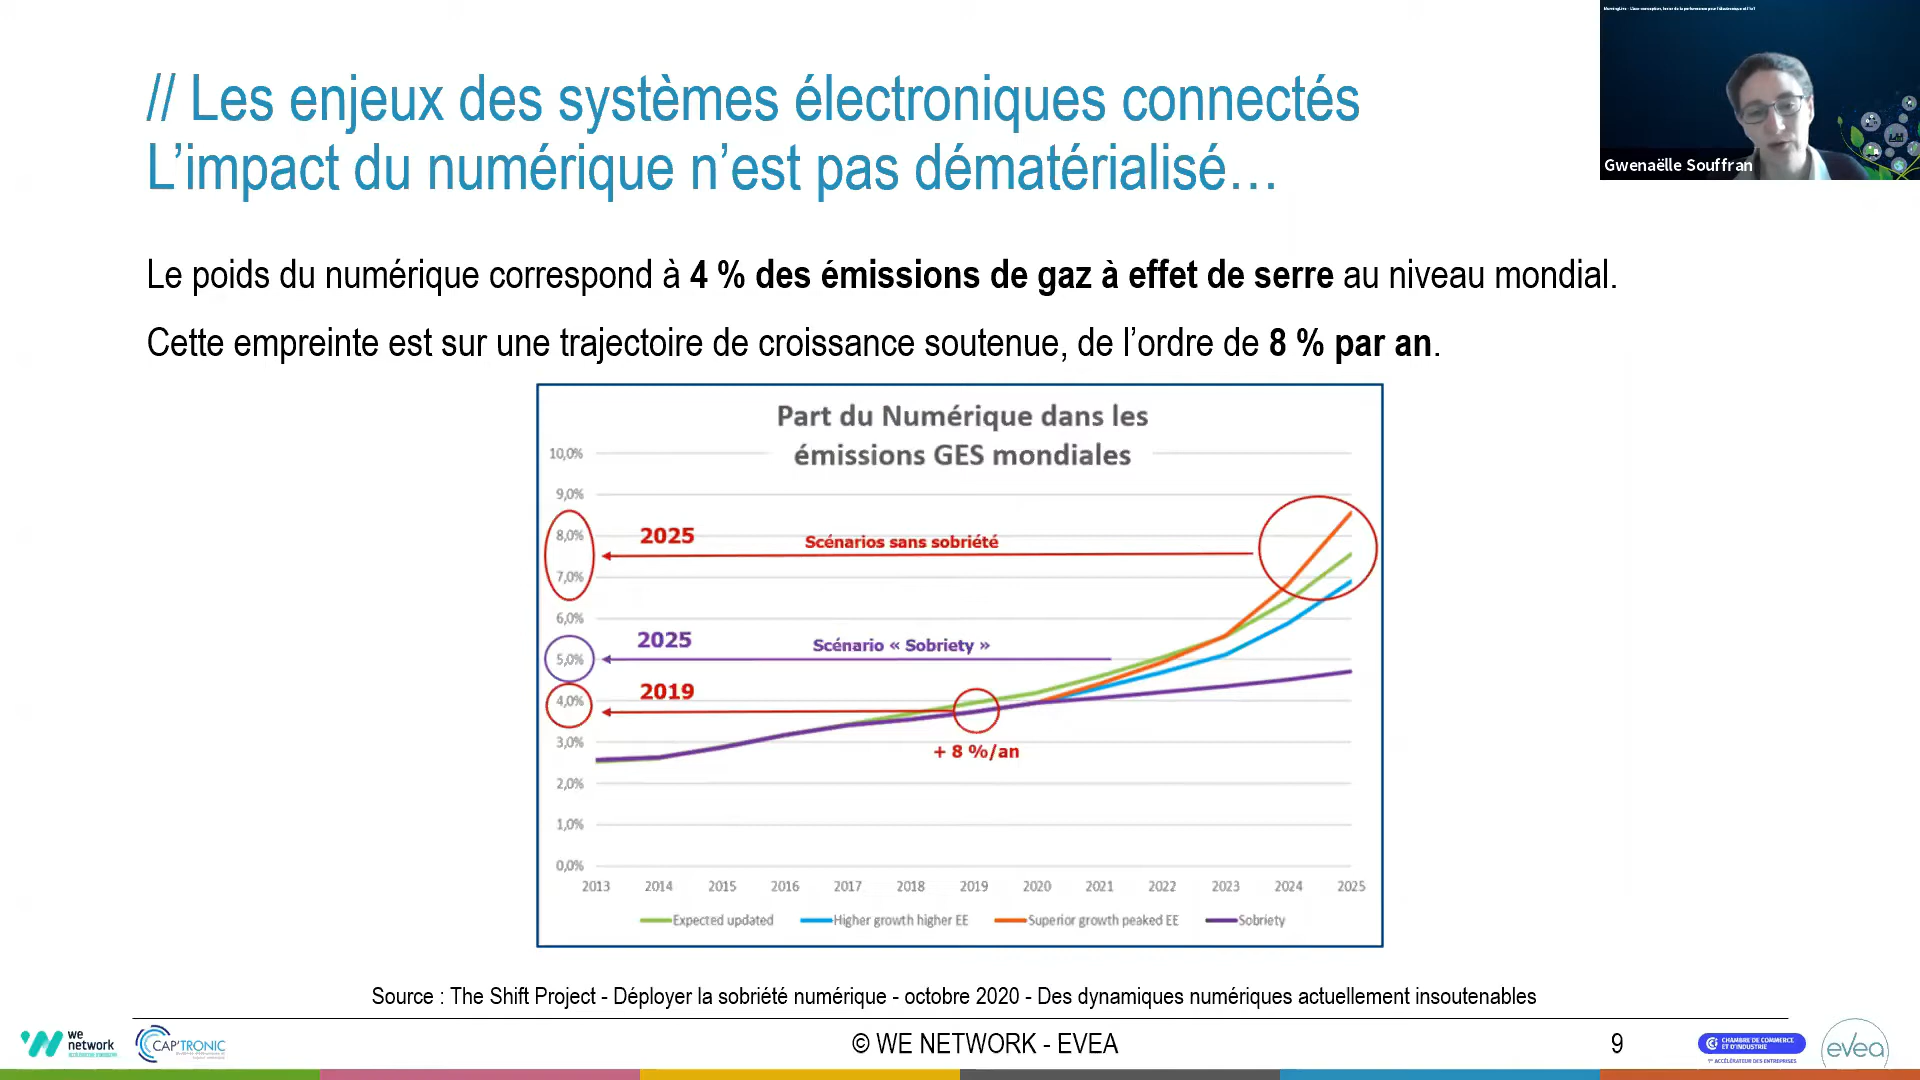 // Les enjeux des systèmes électroniques connectés
L’impact du numérique n’est pas dématérialisé…
Gwenaëlle Souffran
Le poids du numérique correspond à 4 % des émissions de gaz à effet de serre au niveau mondial.
Cette empreinte est sur une trajectoire de croissance soutenue, de l’ordre de 8 % par an.
Part du Numérique dans les
émissions GES mondiales
10,0%
9,0%
8,0%
7,0%
6,0%
5,0%
4,0%
3,0%
2,0%
1,0%
0,0%
2025
Scénarios sans sobriété
2025
Scénario « Sobriety »
2019
+ 8 %/an
2013 2014 2015 2016 2017 2018 2019 2020 2021 2022 2023 2024 2025
Expected updated Higher growth higher EE Superior growth peaked EE Sobriety
Source : The Shift Project - Déployer la sobriété numérique - octobre 2020 - Des dynamiques numériques actuellement insoutenables
we
network
CAP'TRONIC
© WE NETWORK - EVEA
9
CHAMBRE DE COMMERCE
ET D'INDUSTRIE
1er ACCÉLÉRATEUR DES ENTREPRISES
evea